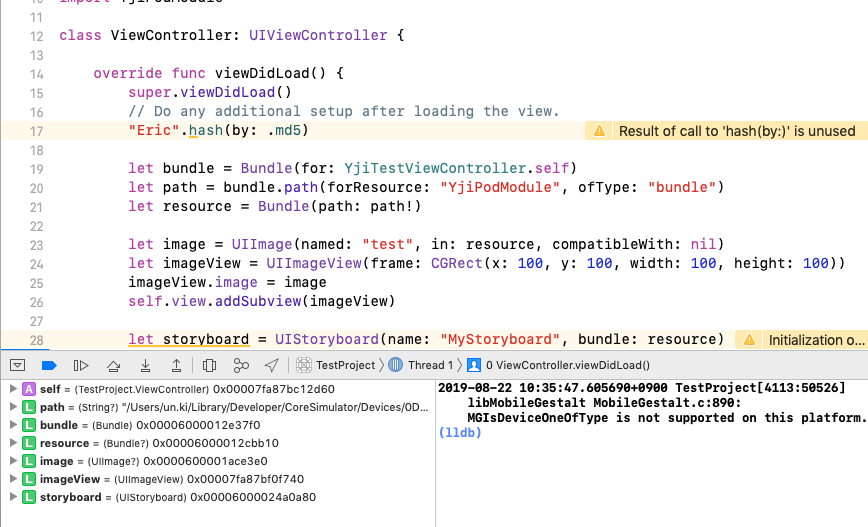 import YjiPodModule
11
12 class ViewController: UIViewController {
13
14 override func viewDidLoad() {
15 super.viewDidLoad()
16 // Do any additional setup after loading the view.
17 "Eric".hash(by: .md5) Result of call to 'hash(by:)' is unused
18
19 let bundle = Bundle(for: YjiTestViewController.self)
20 let path = bundle.path(forResource: "YjiPodModule", ofType: "bundle")
21 let resource = Bundle(path: path!)
22
23 let image = UIImage(named: "test", in: resource, compatibleWith: nil)
24 let imageView = UIImageView(frame: CGRect(x: 100, y: 100, width: 100, height: 100))
25 imageView.image = image
26 self.view.addSubview(imageView)
27
28 let storyboard = UIStoryboard(name: "MyStoryboard", bundle: resource) Initialization o...
TestProject Thread 1 0 ViewController.viewDidLoad()
A self = (TestProject.ViewController) 0x00007fa87bc12d60
L path = (String?) "/Users/un.ki/Library/Developer/CoreSimulator/Devices/0D...
L bundle = (Bundle) 0x00006000012e37f0
L resource = (Bundle?) 0x00006000012cbb10
L image = (UIImage?) 0x0000600001ace3e0
L imageView = (UIImageView) 0x00007fa87bf0f740
L storyboard = (UIStoryboard) 0x00006000024a0a80
2019-08-22 10:35:47.605690+0900 TestProject[4113:50526]
libMobileGestalt MobileGestalt.c:890:
MGIsDeviceOneOfType is not supported on this platform.
(lldb)